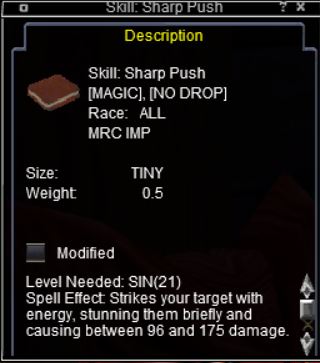 Skill: Sharp Push
? X
Description
Skill: Sharp Push
[MAGIC], [NO DROP]
Race: ALL
MRC IMP
Size: TINY
Weight: 0.5
Modified
Level Needed: SIN(21)
Spell Effect: Strikes your target with
energy, stunning them briefly and
causing between 96 and 175 damage.